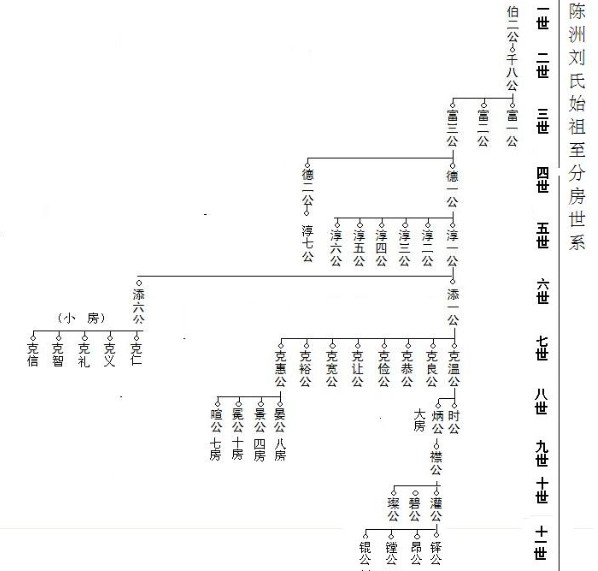 陈洲刘氏始祖至分房世系
一世
伯二公
二世
千八公
三世
富一公
富二公
富三公
四世
德一公
德二公
五世
淳一公
淳二公
淳三公
淳四公
淳五公
淳六公
淳七公
六世
添一公
添六公
(小 房)
七世
克温公
克良公
克恭公
克俭公
克让公
克宽公
克裕公
克惠公
克仁
克义
克礼
克智
克信
八世
时公
炳公
大房
晏公 八房
景公 四房
冕公 十房
暄公 七房
九世
襟公
十世
灌公
碧公
璨公
十一世
铎公
昂公
镗公
锟公